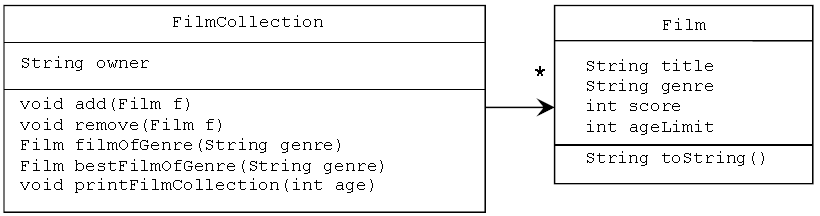 FilmCollection
String owner
void add(Film f)
void remove(Film f)
Film filmOfGenre(String genre)
Film bestFilmOfGenre(String genre)
void printFilmCollection(int age)
*
Film
String title
String genre
int score
int ageLimit
String toString()